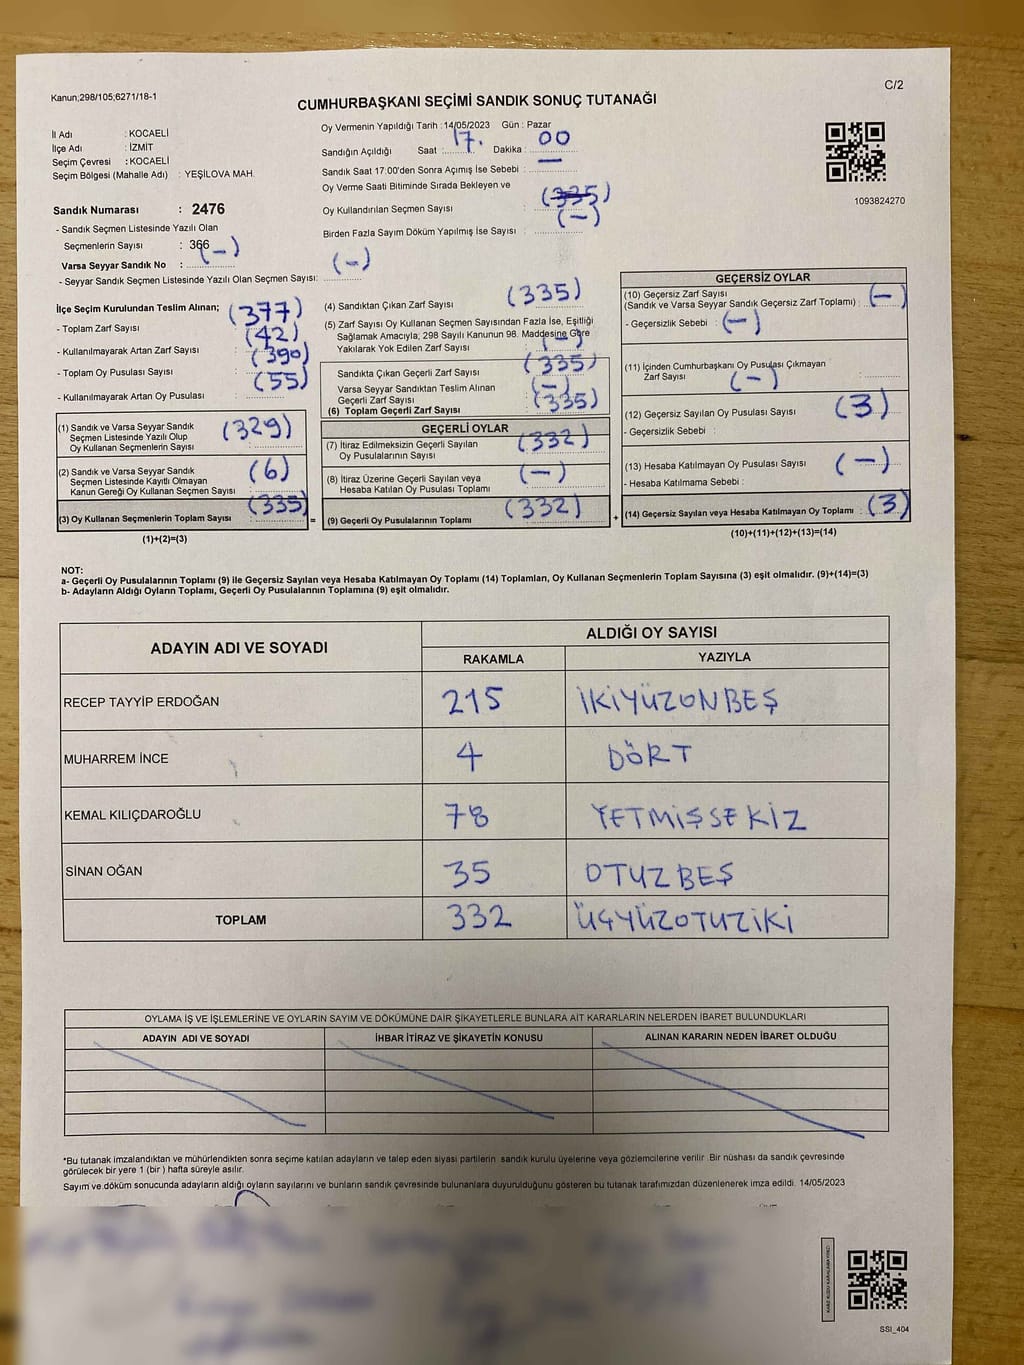 Kanun;298/105;6271/18-1
C/2
CUMHURBAŞKANI SEÇİMİ SANDIK SONUÇ TUTANAĞI
İl Adı : KOCAELİ
İlçe Adı : İZMİT
Seçim Çevresi : KOCAELİ
Seçim Bölgesi (Mahalle Adı) : YEŞİLOVA MAH.
Oy Vermenin Yapıldığı Tarih : 14/05/2023 Gün : Pazar
Sandığın Açıldığı Saat : 17. Dakika : 00
Sandık Saat 17:00'den Sonra Açımış İse Sebebi : —
Oy Verme Saati Bitiminde Sırada Bekleyen ve
Oy Kullandırılan Seçmen Sayısı : (335) (-)
Birden Fazla Sayım Döküm Yapılmış İse Sayısı :
1093824270
Sandık Numarası : 2476
- Sandık Seçmen Listesinde Yazılı Olan
Seçmenlerin Sayısı : 366
Varsa Seyyar Sandık No : (-)
- Seyyar Sandık Seçmen Listesinde Yazılı Olan Seçmen Sayısı: (-)
İlçe Seçim Kurulundan Teslim Alınan;
- Toplam Zarf Sayısı : (377)
- Kullanılmayarak Artan Zarf Sayısı : (42)
- Toplam Oy Pusulası Sayısı : (390)
- Kullanılmayarak Artan Oy Pusulası : (55)
(1) Sandık ve Varsa Seyyar Sandık
Seçmen Listesinde Yazılı Olup
Oy Kullanan Seçmenlerin Sayısı : (329)
(2) Sandık ve Varsa Seyyar Sandık
Seçmen Listesinde Kayıtlı Olmayan
Kanun Gereği Oy Kullanan Seçmen Sayısı : (6)
(3) Oy Kullanan Seçmenlerin Toplam Sayısı : (335)
(1)+(2)=(3)
(4) Sandıktan Çıkan Zarf Sayısı : (335)
(5) Zarf Sayısı Oy Kullanan Seçmen Sayısından Fazla İse, Eşitliği
Sağlamak Amacıyla; 298 Sayılı Kanunun 98. Maddesine Göre
Yakılarak Yok Edilen Zarf Sayısı : (-)
Sandıkta Çıkan Geçerli Zarf Sayısı : (335)
Varsa Seyyar Sandıktan Teslim Alınan
Geçerli Zarf Sayısı : (-)
(6) Toplam Geçerli Zarf Sayısı : (335)
GEÇERLİ OYLAR
(7) İtiraz Edilmeksizin Geçerli Sayılan
Oy Pusulalarının Sayısı : (332)
(8) İtiraz Üzerine Geçerli Sayılan veya
Hesaba Katılan Oy Pusulası Toplamı : (-)
=
(9) Geçerli Oy Pusulalarının Toplamı : (332)
+
GEÇERSİZ OYLAR
(10) Geçersiz Zarf Sayısı
(Sandık ve Varsa Seyyar Sandık Geçersiz Zarf Toplamı) : (-)
- Geçersizlik Sebebi : (-)
(11) İçinden Cumhurbaşkanı Oy Pusulası Çıkmayan
Zarf Sayısı : (-)
(12) Geçersiz Sayılan Oy Pusulası Sayısı : (3)
- Geçersizlik Sebebi :
(13) Hesaba Katılmayan Oy Pusulası Sayısı : (-)
- Hesaba Katılmama Sebebi :
(14) Geçersiz Sayılan veya Hesaba Katılmayan Oy Toplamı : (3)
(10)+(11)+(12)+(13)=(14)
NOT:
a- Geçerli Oy Pusulalarının Toplamı (9) ile Geçersiz Sayılan veya Hesaba Katılmayan Oy Toplamı (14) Toplamları, Oy Kullanan Seçmenlerin Toplam Sayısına (3) eşit olmalıdır. (9)+(14)=(3)
b- Adayların Aldığı Oyların Toplamı, Geçerli Oy Pusulalarının Toplamına (9) eşit olmalıdır.
ADAYIN ADI VE SOYADI
ALDIĞI OY SAYISI
RAKAMLA YAZIYLA
RECEP TAYYİP ERDOĞAN 215 İKİYÜZONBEŞ
MUHARREM İNCE 4 DÖRT
KEMAL KILIÇDAROĞLU 78 YETMİŞSEKİZ
SİNAN OĞAN 35 OTUZBEŞ
TOPLAM 332 ÜÇYÜZOTUZİKİ
OYLAMA İŞ VE İŞLEMLERİNE VE OYLARIN SAYIM VE DÖKÜMÜNE DAİR ŞİKAYETLERLE BUNLARA AİT KARARLARIN NELERDEN İBARET BULUNDUKLARI
ADAYIN ADI VE SOYADI İHBAR İTİRAZ VE ŞİKAYETİN KONUSU ALINAN KARARIN NEDEN İBARET OLDUĞU
*Bu tutanak imzalandıktan ve mühürlendikten sonra seçime katılan adayların ve talep eden siyasi partilerin sandık kurulu üyelerine veya gözlemcilerine verilir .Bir nüshası da sandık çevresinde
görülecek bir yere 1 (bir ) hafta süreyle asılır.
Sayım ve döküm sonucunda adayların aldığı oyların sayılarını ve bunların sandık çevresinde bulunanlara duyurulduğunu gösteren bu tutanak tarafımızdan düzenlenerek imza edildi. 14/05/2023
SSI_404